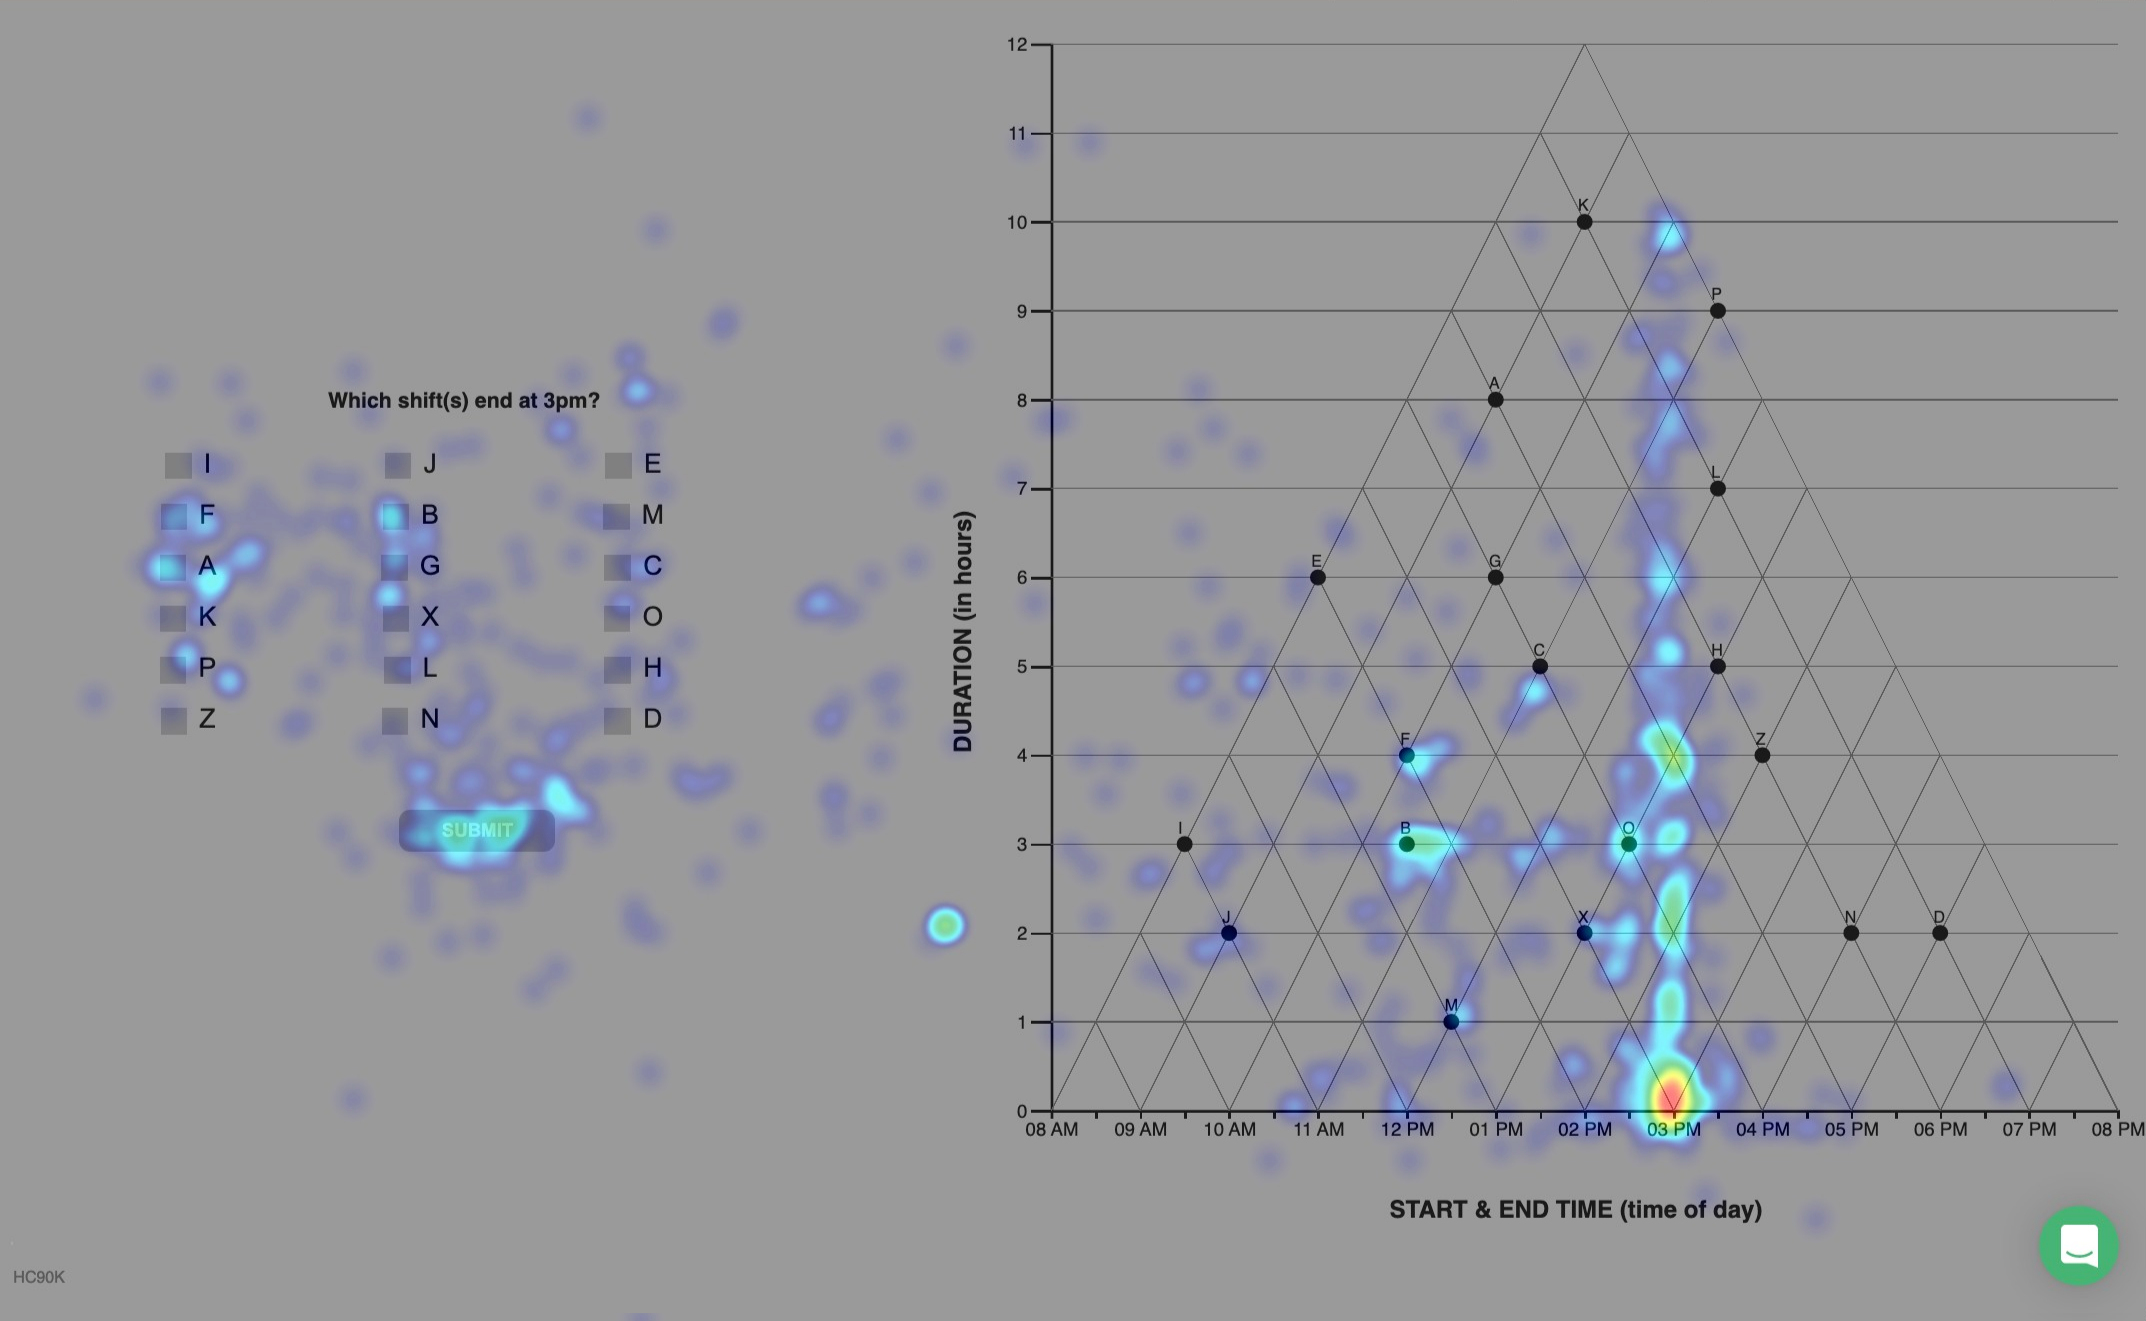 Which shift(s) end at 3pm?
I J E
F B M
A G C
K X O
P L H
Z N D
SUBMIT
HC90K
DURATION (in hours)
12
11
10
9
8
7
6
5
4
3
2
1
0
K
P
A
L
E G
C H
F Z
I B O
J X N D
M
08 AM 09 AM 10 AM 11 AM 12 PM 01 PM 02 PM 03 PM 04 PM 05 PM 06 PM 07 PM 08 PM
START & END TIME (time of day)